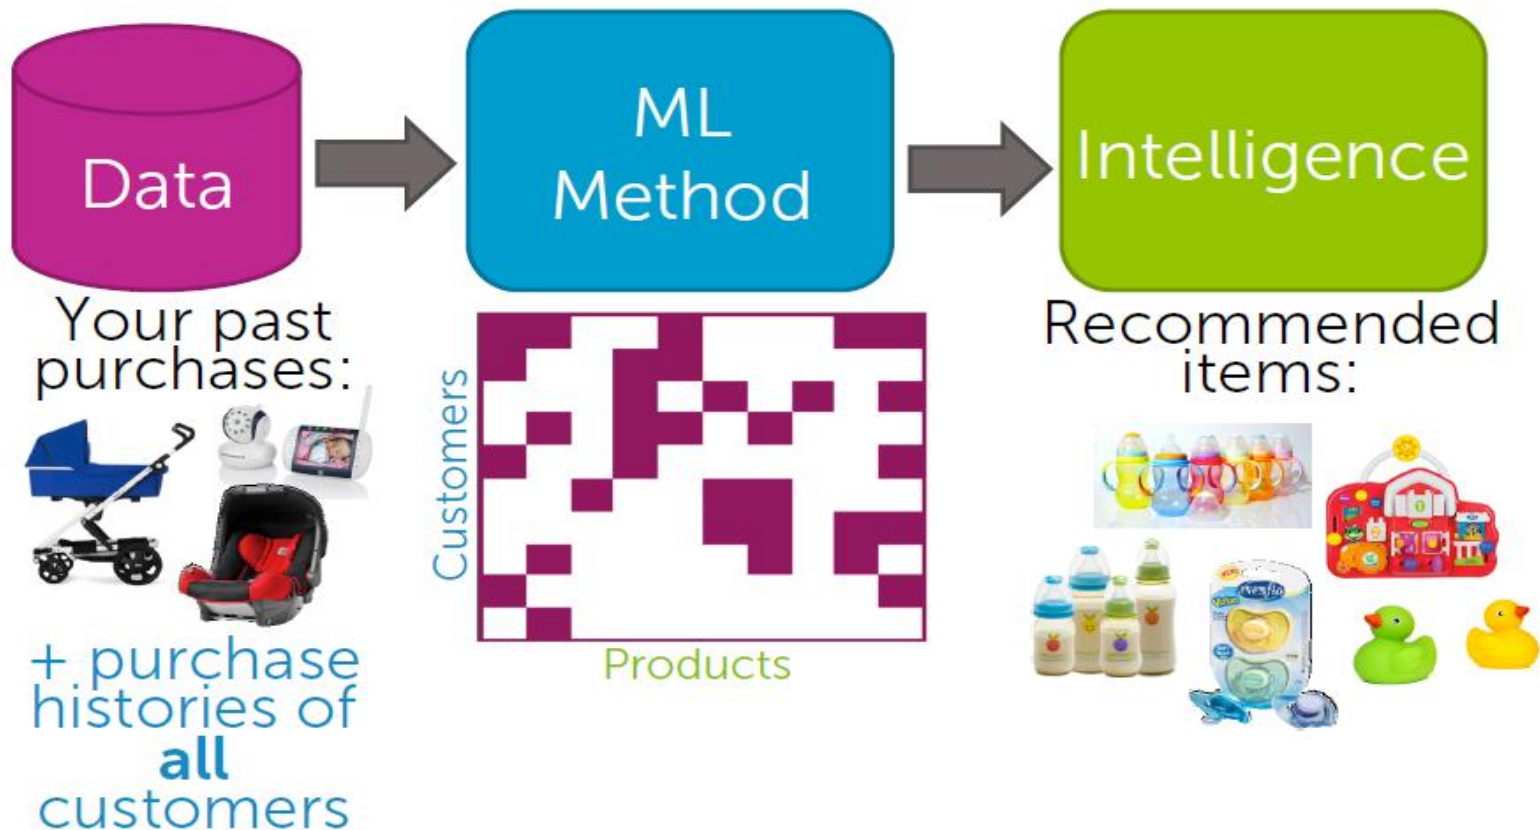 Data
ML
Method
Intelligence
Your past
purchases:
+ purchase
histories of
all
customers
Customers
Products
Recommended
items: